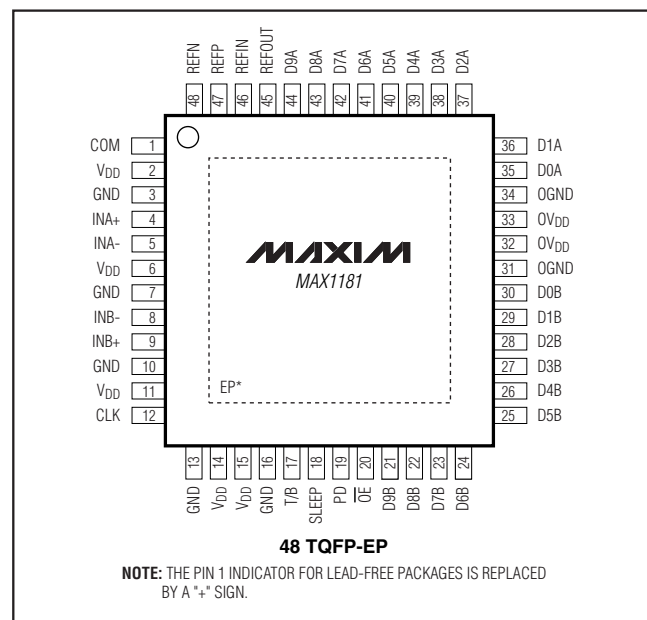 REFN
REFP
REFIN
REFOUT
D9A
D8A
D7A
D6A
D5A
D4A
D3A
D2A
48
47
46
45
44
43
42
41
40
39
38
37
COM 1
VDD 2
GND 3
INA+ 4
INA- 5
VDD 6
GND 7
INB- 8
INB+ 9
GND 10
VDD 11
CLK 12
MAXIM
MAX1181
EP*
36 D1A
35 D0A
34 OGND
33 OVDD
32 OVDD
31 OGND
30 D0B
29 D1B
28 D2B
27 D3B
26 D4B
25 D5B
13
14
15
16
17
18
19
20
21
22
23
24
GND
VDD
VDD
GND
T/B
SLEEP
PD
OE
D9B
D8B
D7B
D6B
48 TQFP-EP
NOTE: THE PIN 1 INDICATOR FOR LEAD-FREE PACKAGES IS REPLACED
BY A "+" SIGN.